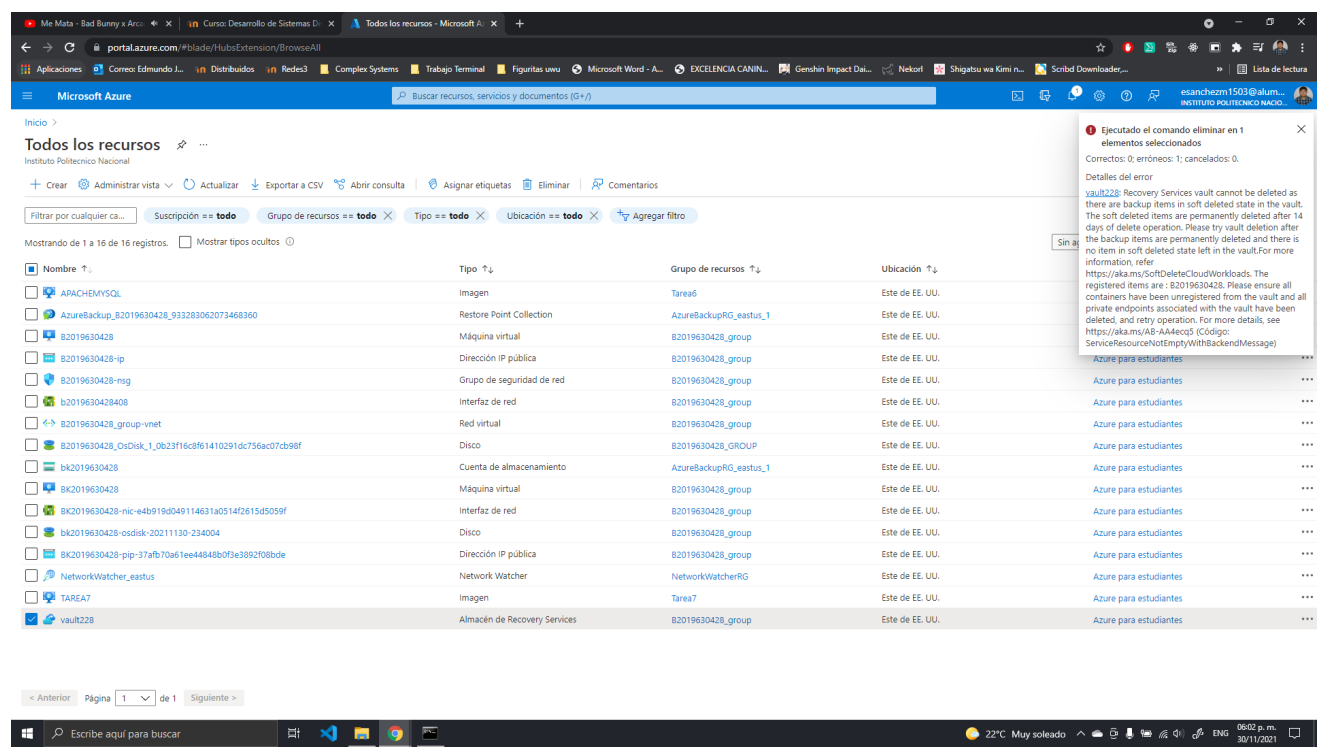 Me Mata - Bad Bunny x Arca
Curso: Desarrollo de Sistemas Di
Todos los recursos - Microsoft A
portal.azure.com/#blade/HubsExtension/BrowseAll
Aplicaciones
Correo: Edmundo J...
Distribuidos
Redes3
Complex Systems
Trabajo Terminal
Figuritas uwu
Microsoft Word - A...
EXCELENCIA CANIN...
Genshin Impact Dai...
Nekori
Shigatsu wa Kimi n...
Scribd Downloader,...
»
Lista de lectura
Microsoft Azure
Buscar recursos, servicios y documentos (G+/)
1
esanchezm1503@alum...
INSTITUTO POLITECNICO NACIO...
Inicio >
Todos los recursos
Instituto Politecnico Nacional
Crear
Administrar vista
Actualizar
Exportar a CSV
Abrir consulta
Asignar etiquetas
Eliminar
Comentarios
Filtrar por cualquier ca...
Suscripción == todo
Grupo de recursos == todo
Tipo == todo
Ubicación == todo
Agregar filtro
Mostrando de 1 a 16 de 16 registros.
Mostrar tipos ocultos
Sin ag
Ejecutado el comando eliminar en 1
elementos seleccionados
Correctos: 0; erróneos: 1; cancelados: 0.
Detalles del error
vault228: Recovery Services vault cannot be deleted as
there are backup items in soft deleted state in the vault.
The soft deleted items are permanently deleted after 14
days of delete operation. Please try vault deletion after
the backup items are permanently deleted and there is
no item in soft deleted state left in the vault.For more
information, refer
https://aka.ms/SoftDeleteCloudWorkloads. The
registered items are : B2019630428. Please ensure all
containers have been unregistered from the vault and all
private endpoints associated with the vault have been
deleted, and retry operation. For more details, see
https://aka.ms/AB-AA4ecq5 (Código:
ServiceResourceNotEmptyWithBackendMessage)
Nombre ↑↓ Tipo ↑↓ Grupo de recursos ↑↓ Ubicación ↑↓
APACHEMYSQL Imagen Tarea6 Este de EE. UU.
AzureBackup_B2019630428_933283062073468360 Restore Point Collection AzureBackupRG_eastus_1 Este de EE. UU.
B2019630428 Máquina virtual B2019630428_group Este de EE. UU.
B2019630428-ip Dirección IP pública B2019630428_group Este de EE. UU. Azure para estudiantes
B2019630428-nsg Grupo de seguridad de red B2019630428_group Este de EE. UU. Azure para estudiantes
b2019630428408 Interfaz de red B2019630428_group Este de EE. UU. Azure para estudiantes
B2019630428_group-vnet Red virtual B2019630428_group Este de EE. UU. Azure para estudiantes
B2019630428_OsDisk_1_0b23f16c8f61410291dc756ac07cb98f Disco B2019630428_GROUP Este de EE. UU. Azure para estudiantes
bk2019630428 Cuenta de almacenamiento AzureBackupRG_eastus_1 Este de EE. UU. Azure para estudiantes
BK2019630428 Máquina virtual B2019630428_group Este de EE. UU. Azure para estudiantes
BK2019630428-nic-e4b919d049114631a0514f2615d5059f Interfaz de red B2019630428_group Este de EE. UU. Azure para estudiantes
bk2019630428-osdisk-20211130-234004 Disco B2019630428_group Este de EE. UU. Azure para estudiantes
BK2019630428-pip-37afb70a61ee44848b0f3e3892f08bde Dirección IP pública B2019630428_group Este de EE. UU. Azure para estudiantes
NetworkWatcher_eastus Network Watcher NetworkWatcherRG Este de EE. UU. Azure para estudiantes
TAREA7 Imagen Tarea7 Este de EE. UU. Azure para estudiantes
vault228 Almacén de Recovery Services B2019630428_group Este de EE. UU. Azure para estudiantes
< Anterior Página 1 de 1 Siguiente >
Escribe aquí para buscar
22°C Muy soleado
ENG
06:02 p. m.
30/11/2021